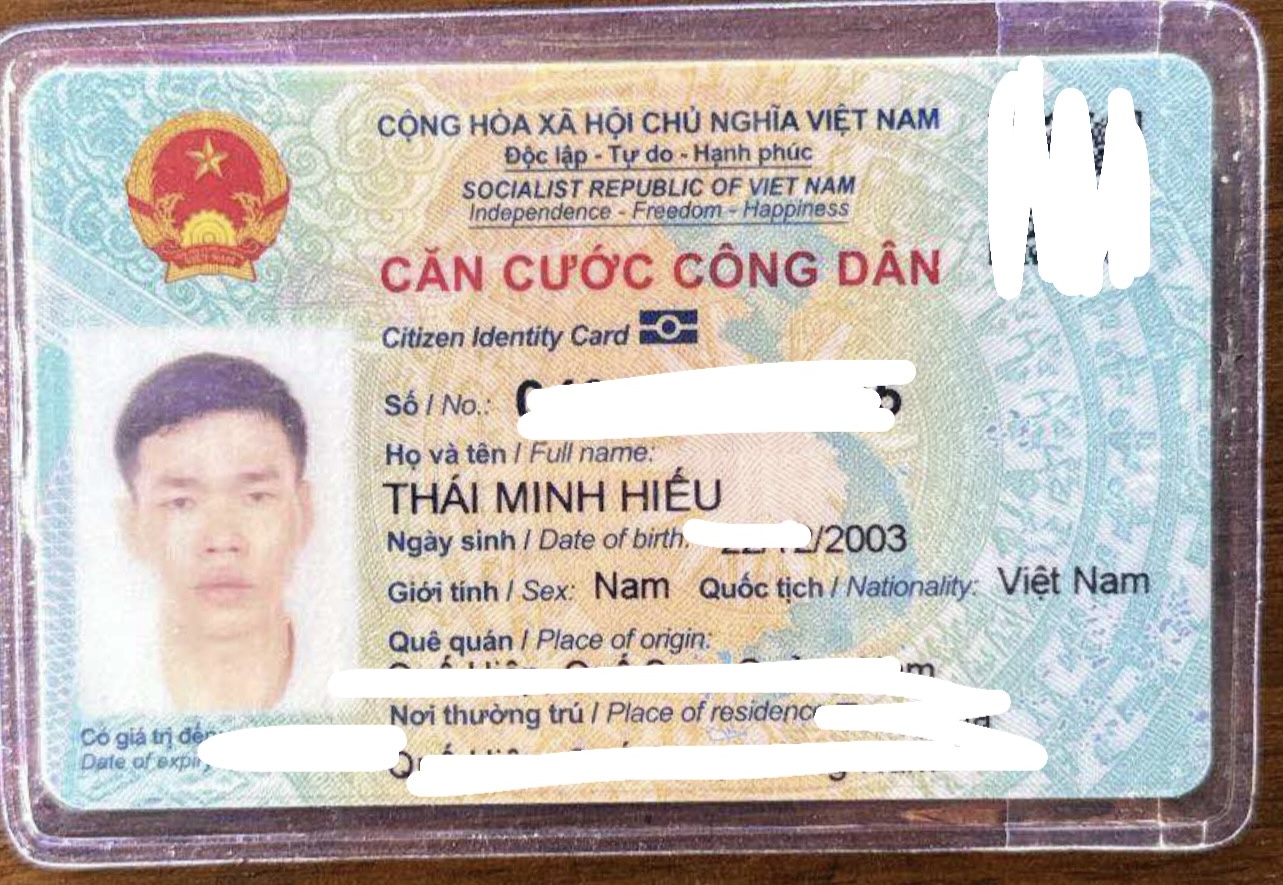 CỘNG HÒA XÃ HỘI CHỦ NGHĨA VIỆT NAM
Độc lập - Tự do - Hạnh phúc
SOCIALIST REPUBLIC OF VIET NAM
Independence - Freedom - Happiness
CĂN CƯỚC CÔNG DÂN
Citizen Identity Card
Số / No.:
Họ và tên / Full name:
THÁI MINH HIẾU
Ngày sinh / Date of birth: /2003
Giới tính / Sex: Nam Quốc tịch / Nationality: Việt Nam
Quê quán / Place of origin:
Nơi thường trú / Place of residence
Có giá trị đến
Date of expiry